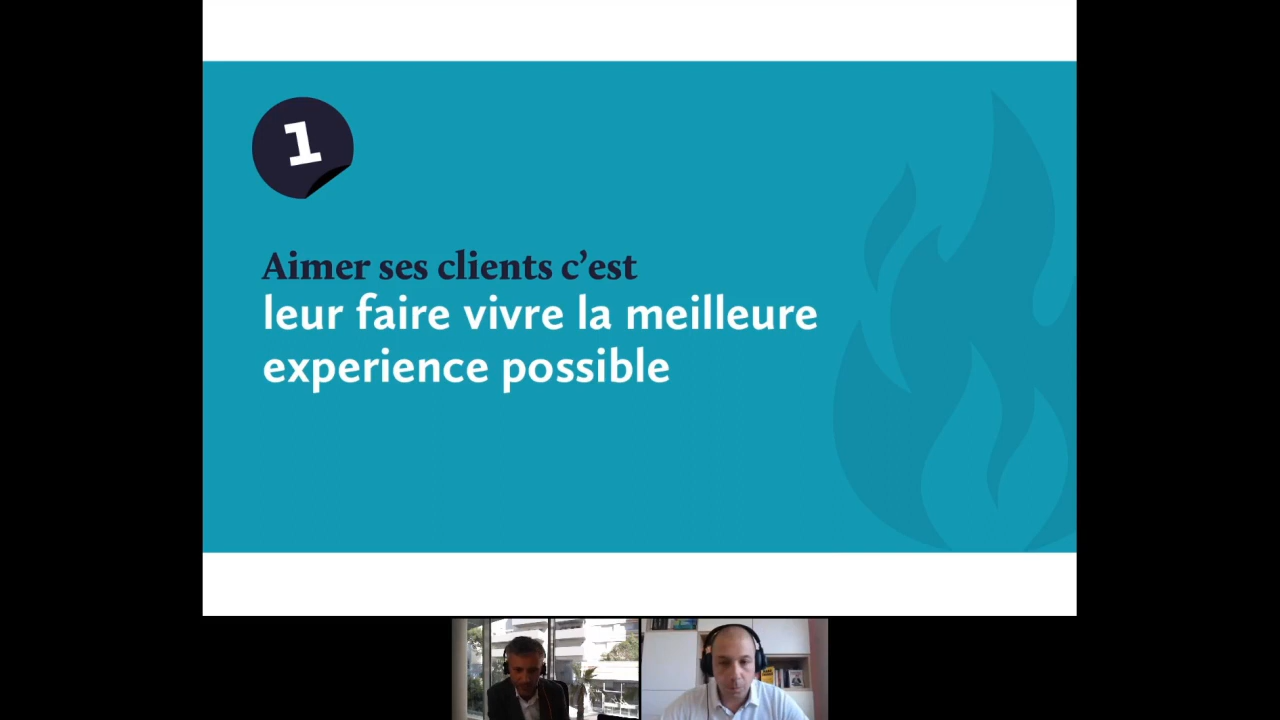 1
Aimer ses clients c’est
leur faire vivre la meilleure
experience possible